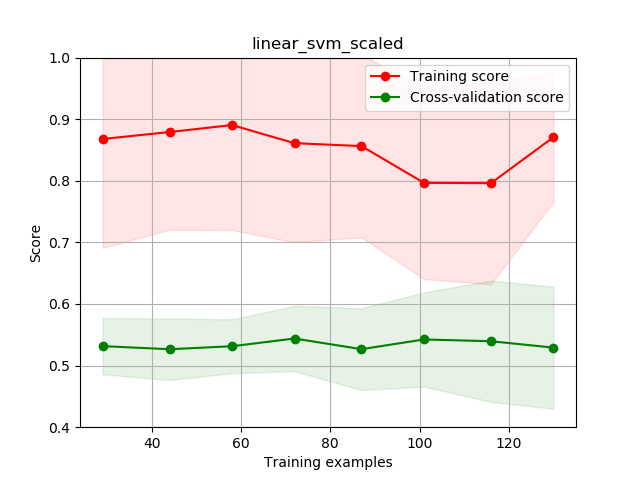 linear_svm_scaled
1.0
0.9
0.8
0.7
0.6
0.5
0.4
Score
Training score
Cross-validation score
40 60 80 100 120
Training examples